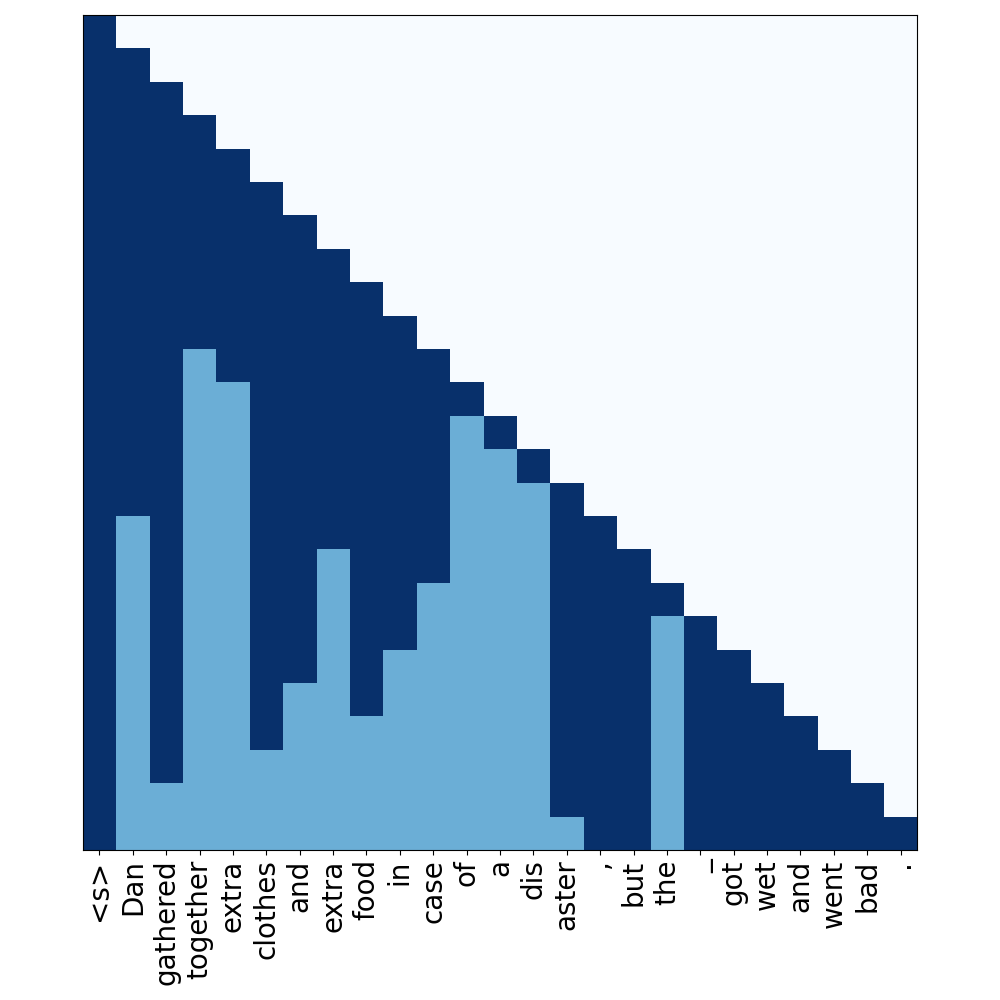 <s> Dan gathered together extra clothes and extra food in case of a dis aster , but the _ got wet and went bad .